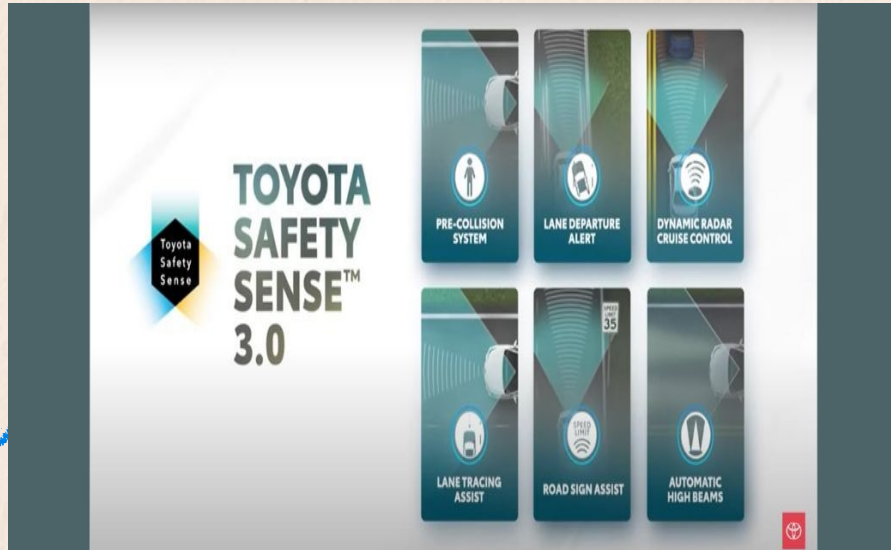 Toyota
Safety
Sense
TOYOTA
SAFETY
SENSE™
3.0
PRE-COLLISION
SYSTEM
LANE DEPARTURE
ALERT
DYNAMIC RADAR
CRUISE CONTROL
SPEED
LIMIT
35
LANE TRACING
ASSIST
SPEED
LIMIT
ROAD SIGN ASSIST
AUTOMATIC
HIGH BEAMS